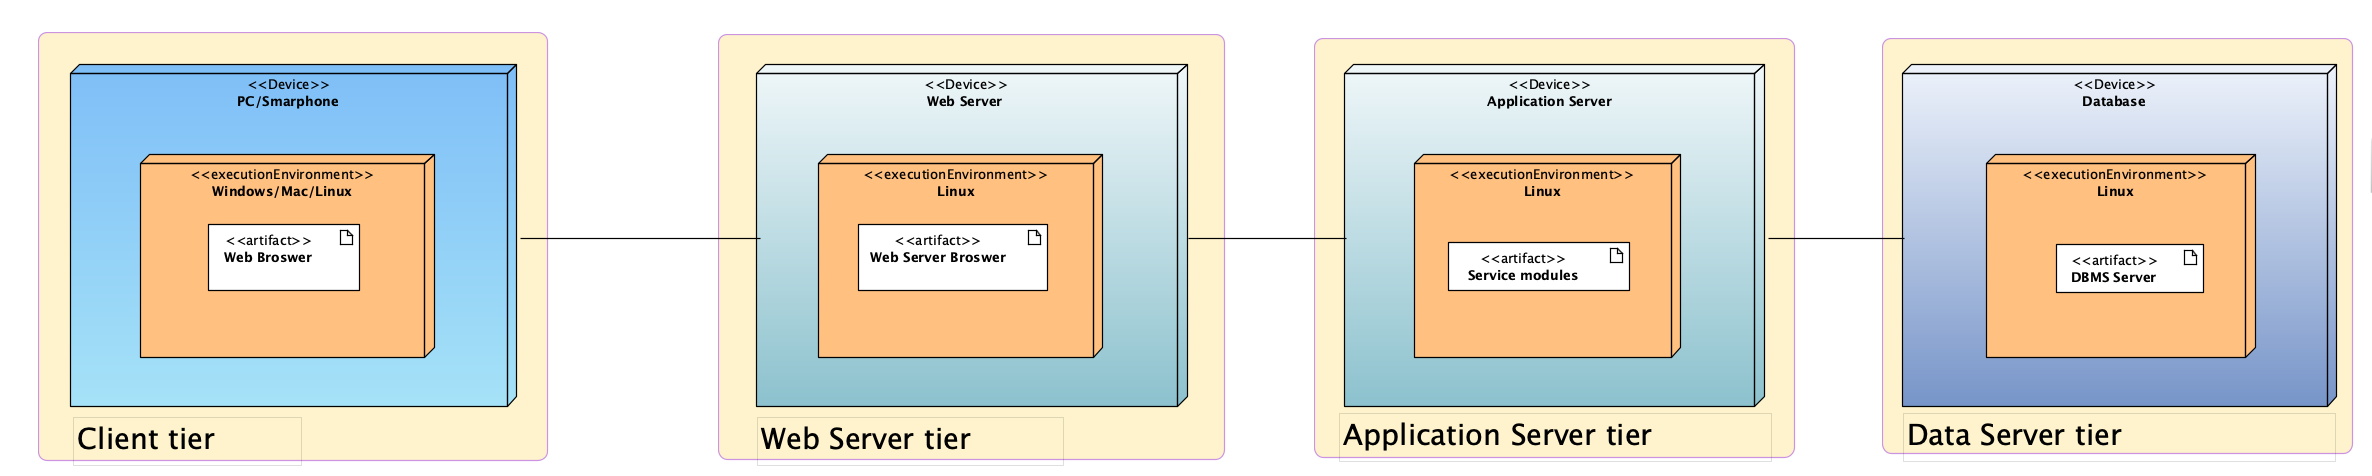 <<Device>>
PC/Smarphone
<<executionEnvironment>>
Windows/Mac/Linux
<<artifact>>
Web Broswer
Client tier
<<Device>>
Web Server
<<executionEnvironment>>
Linux
<<artifact>>
Web Server Broswer
Web Server tier
<<Device>>
Application Server
<<executionEnvironment>>
Linux
<<artifact>>
Service modules
Application Server tier
<<Device>>
Database
<<executionEnvironment>>
Linux
<<artifact>>
DBMS Server
Data Server tier